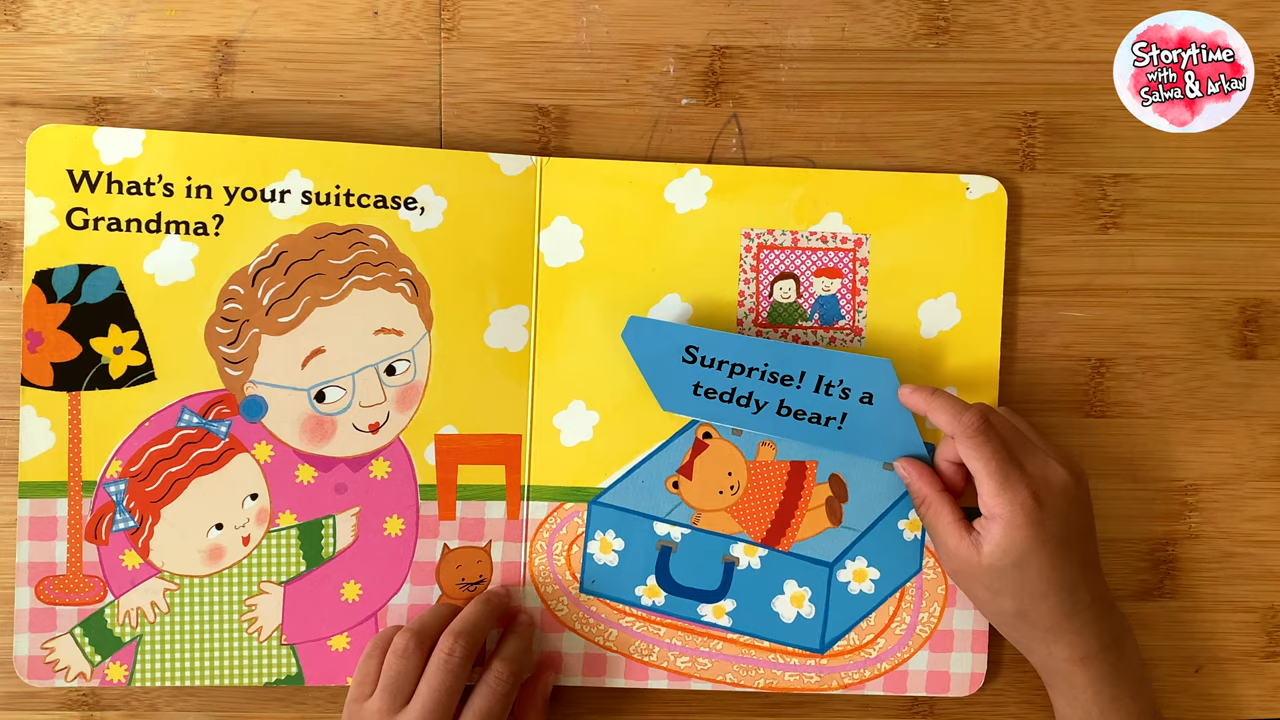 What's in your suitcase,
Grandma?
Surprise! It's a
teddy bear!
Storytime
with
Salwa & Arkan